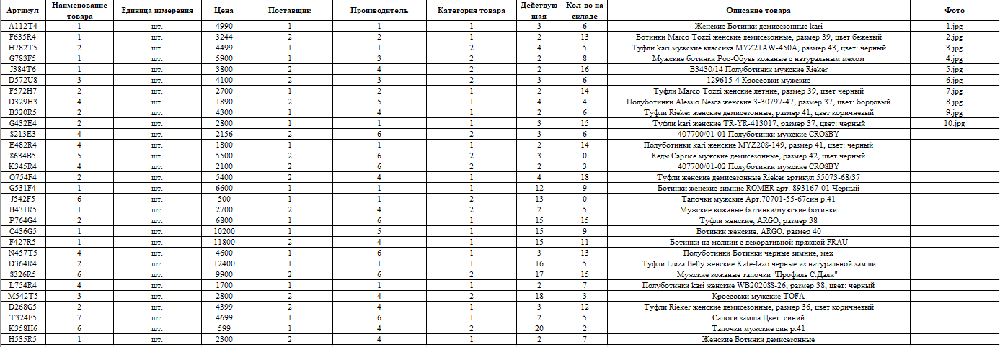 Артикул Наименование товара Единица измерения Цена Поставщик Производитель Категория товара Действую щая Кол-во на складе Описание товара Фото
A112T4 1 шт. 4990 1 1 1 3 6 Женские Ботинки демисезонные kari 1.jpg
F635R4 1 шт. 3244 2 2 1 2 13 Ботинки Marco Tozzi женские демисезонные, размер 39, цвет бежевый 2.jpg
H782T5 2 шт. 4499 1 1 2 4 5 Туфли kari мужские классика MYZ21AW-450A, размер 43, цвет: черный 3.jpg
G783F5 1 шт. 5900 1 3 2 2 8 Мужские ботинки Рос-Обувь кожаные с натуральным мехом 4.jpg
J384T6 1 шт. 3800 2 4 2 2 16 B3430/14 Полуботинки мужские Rieker 5.jpg
D572U8 3 шт. 4100 2 3 2 3 6 129615-4 Кроссовки мужские 6.jpg
F572H7 2 шт. 2700 1 2 1 2 14 Туфли Marco Tozzi женские летние, размер 39, цвет черный 7.jpg
D329H3 4 шт. 1890 2 5 1 4 4 Полуботинки Alessio Nesca женские 3-30797-47, размер 37, цвет: бордовый 8.jpg
B320R5 2 шт. 4300 1 4 1 2 6 Туфли Rieker женские демисезонные, размер 41, цвет коричневый 9.jpg
G432E4 2 шт. 2800 1 1 1 3 15 Туфли kari женские TR-YR-413017, размер 37, цвет: черный 10.jpg
S213E3 4 шт. 2156 2 6 2 3 6 407700/01-01 Полуботинки мужские CROSBY
E482R4 4 шт. 1800 1 1 1 2 14 Полуботинки kari женские MYZ20S-149, размер 41, цвет: черный
S634B5 5 шт. 5500 2 6 2 3 0 Кеды Caprice мужские демисезонные, размер 42, цвет черный
K345R4 4 шт. 2100 2 6 2 2 3 407700/01-02 Полуботинки мужские CROSBY
O754F4 2 шт. 5400 2 4 1 4 18 Туфли женские демисезонные Rieker артикул 55073-68/37
G531F4 1 шт. 6600 1 4 1 12 9 Ботинки женские зимние ROMER арт. 893167-01 Черный
J542F5 6 шт. 500 1 1 2 13 0 Тапочки мужские Арт.70701-55-67син р.41
B431R5 1 шт. 2700 2 4 2 2 5 Мужские кожаные ботинки/мужские ботинки
P764G4 2 шт. 6800 1 6 1 15 15 Туфли женские, ARGO, размер 38
C436G5 1 шт. 10200 1 5 1 15 9 Ботинки женские, ARGO, размер 40
F427R5 1 шт. 11800 2 4 1 15 11 Ботинки на молнии с декоративной пряжкой FRAU
N457T5 4 шт. 4600 1 6 1 3 13 Полуботинки Ботинки черные зимние, мех
D364R4 2 шт. 12400 1 1 1 16 5 Туфли Luiza Belly женские Kate-lazo черные из натуральной замши
S326R5 6 шт. 9900 2 6 2 17 15 Мужские кожаные тапочки "Профиль С.Дали"
L754R4 4 шт. 1700 1 1 1 2 7 Полуботинки kari женские WB2020SS-26, размер 38, цвет: черный
M542T5 3 шт. 2800 2 4 2 18 3 Кроссовки мужские TOFA
D268G5 2 шт. 4399 2 4 1 3 12 Туфли Rieker женские демисезонные, размер 36, цвет коричневый
T324F5 7 шт. 4699 1 6 1 2 5 Сапоги замша Цвет: синий
K358H6 6 шт. 599 1 4 2 20 2 Тапочки мужские син р.41
H535R5 1 шт. 2300 2 4 1 2 7 Женские Ботинки демисезонные